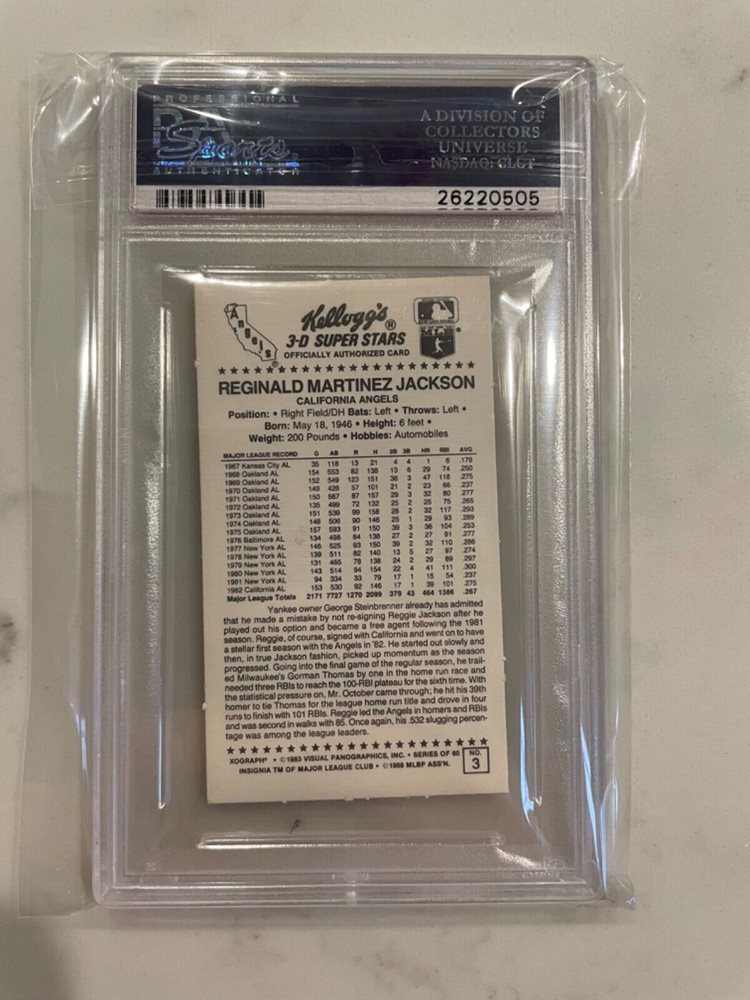 PROFESSIONAL
PSA
Sports
AUTHENTICATOR
A DIVISION OF
COLLECTORS
UNIVERSE
NASDAQ: CLCT
26220505
Angels
Kellogg's®
3-D SUPER STARS
OFFICIALLY AUTHORIZED CARD
REGINALD MARTINEZ JACKSON
CALIFORNIA ANGELS
Position: • Right Field/DH Bats: Left • Throws: Left •
Born: May 18, 1946 • Height: 6 feet •
Weight: 200 Pounds • Hobbies: Automobiles
MAJOR LEAGUE RECORD G AB R H 2B 3B HR RBI AVG
1967 Kansas City AL 35 118 13 21 4 4 1 6 .178
1968 Oakland AL 154 553 82 138 13 6 29 74 .250
1969 Oakland AL 152 549 123 151 36 3 47 118 .275
1970 Oakland AL 149 426 57 101 21 2 23 66 .237
1971 Oakland AL 150 567 87 157 29 3 32 80 .277
1972 Oakland AL 135 499 72 132 25 2 25 75 .265
1973 Oakland AL 151 539 99 158 28 2 32 117 .293
1974 Oakland AL 148 506 90 146 25 1 29 93 .289
1975 Oakland AL 157 593 91 150 39 3 36 104 .253
1976 Baltimore AL 134 498 84 138 27 2 27 91 .277
1977 New York AL 146 525 93 150 39 2 32 110 .286
1978 New York AL 139 511 82 140 13 5 27 97 .274
1979 New York AL 131 465 78 138 24 2 29 89 .297
1980 New York AL 143 514 94 154 22 4 41 111 .300
1981 New York AL 94 334 33 79 17 1 15 54 .237
1982 California AL 153 530 92 146 17 1 39 101 .275
Major League Totals 2171 7727 1270 2099 379 43 464 1386 .267
Yankee owner George Steinbrenner already has admitted
that he made a mistake by not re-signing Reggie Jackson after he
played out his option and became a free agent following the 1981
season. Reggie, of course, signed with California and went on to have
a stellar first season with the Angels in '82. He started out slowly and
then, in true Jackson fashion, picked up momentum as the season
progressed. Going into the final game of the regular season, he trail-
ed Milwaukee's Gorman Thomas by one in the home run race and
needed three RBIs to reach the 100-RBI plateau for the sixth time. With
the statistical pressure on, Mr. October came through; he hit his 39th
homer to tie Thomas for the league home run title and drove in four
runs to finish with 101 RBIs. Reggie led the Angels in homers and RBIs
and was second in walks with 85. Once again, his .532 slugging percen-
tage was among the league leaders.
XOGRAPH® • ©1983 VISUAL PANOGRAPHICS, INC. • SERIES OF 60
INSIGNIA TM OF MAJOR LEAGUE CLUB • ©1968 MLBP ASS'N.
NO.
3